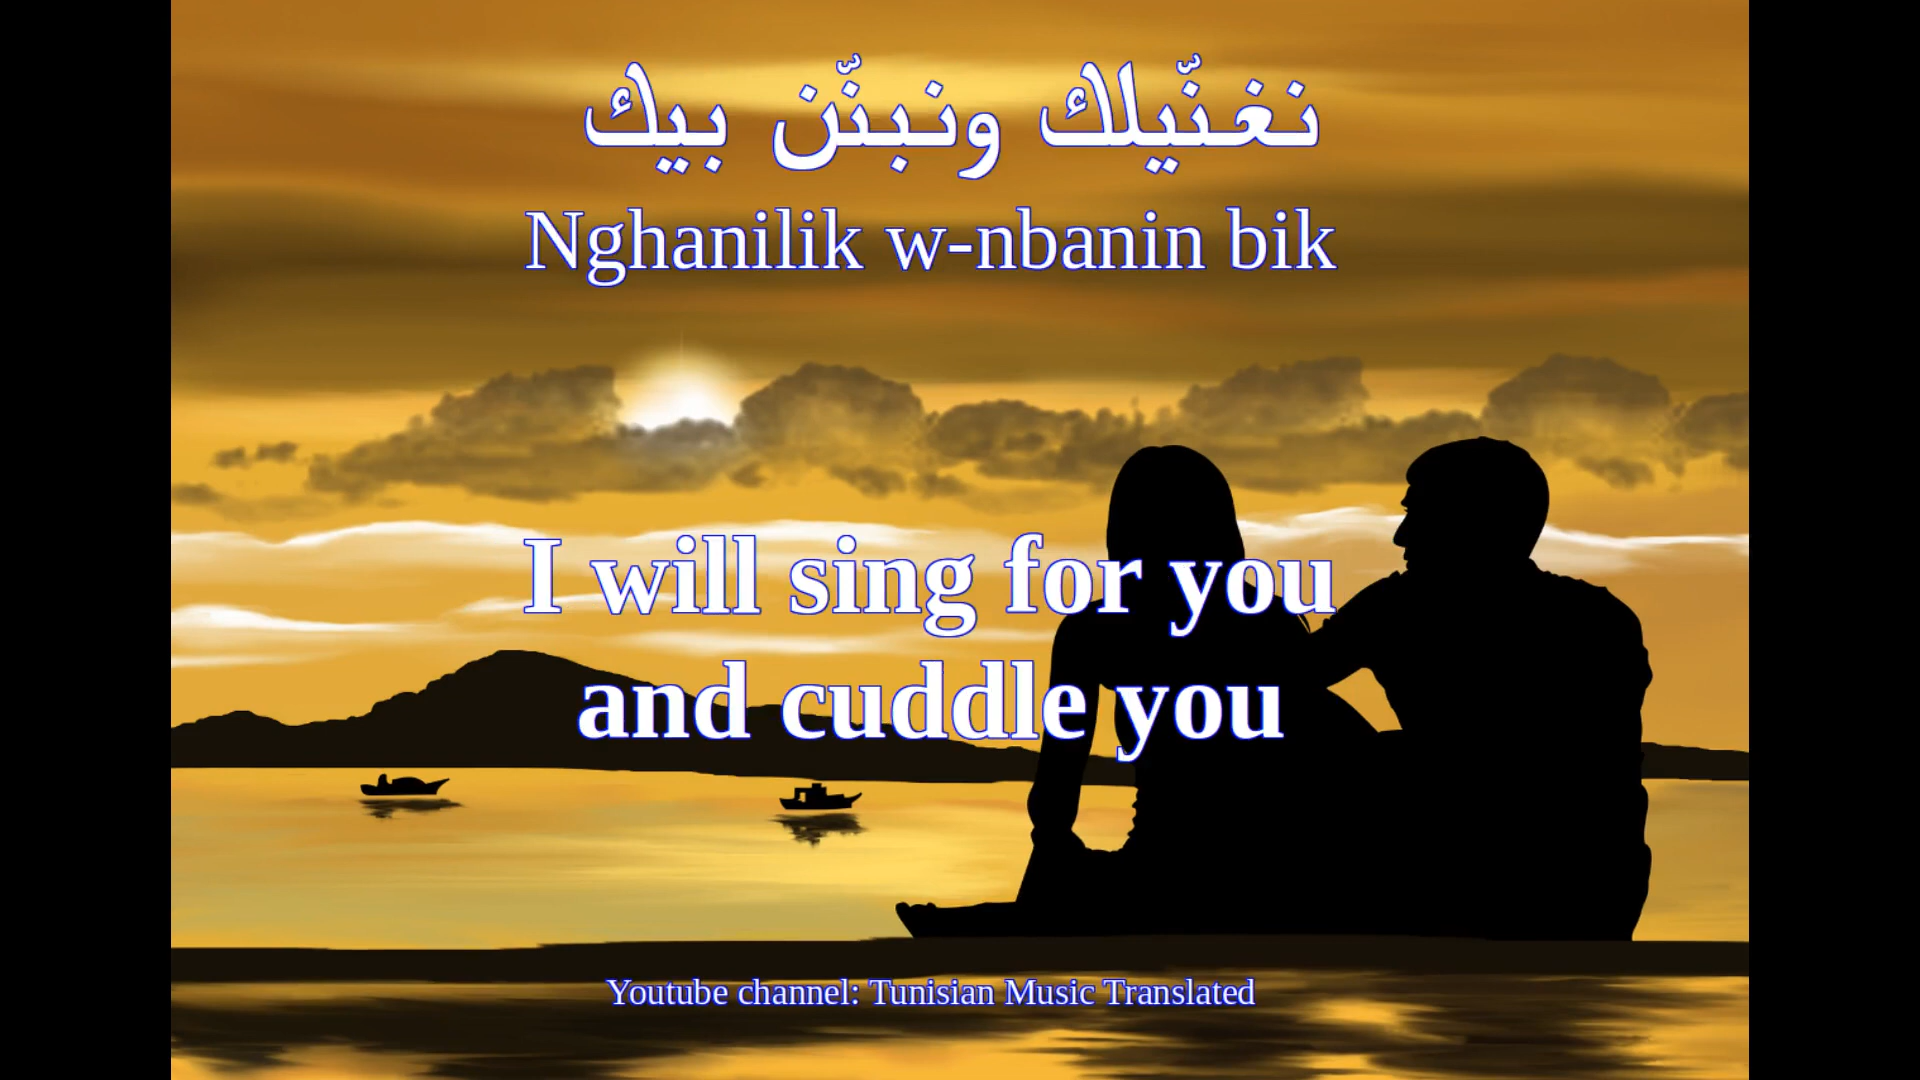 نغنّيلك ونبنّن بيك
Nghanilik w-nbanin bik
I will sing for you
and cuddle you
Youtube channel: Tunisian Music Translated